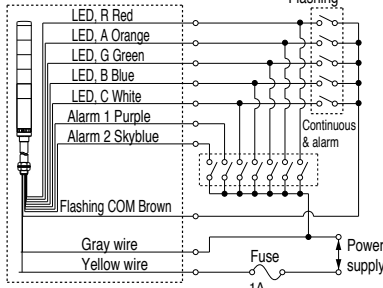 Flashing
LED, R Red
LED, A Orange
LED, G Green
LED, B Blue
LED, C White
Continuous
& alarm
Alarm 1 Purple
Alarm 2 Skyblue
Flashing COM Brown
Gray wire
Yellow wire
Fuse
1A
Power
supply